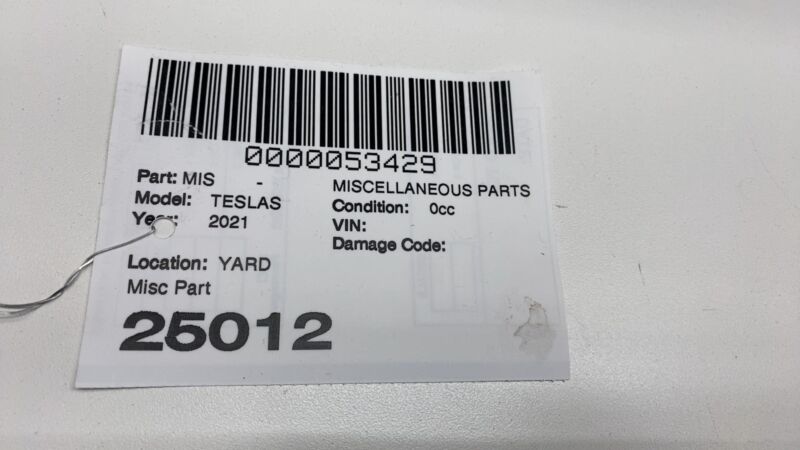 0000053429
Part: MIS - MISCELLANEOUS PARTS
Model: TESLAS Condition: 0cc
Year: 2021 VIN:
Damage Code:
Location: YARD
Misc Part
25012